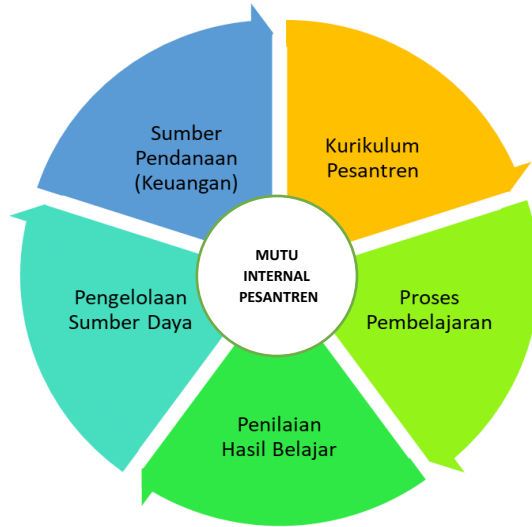 Sumber
Pendanaan
(Keuangan)
Kurikulum
Pesantren
MUTU
INTERNAL
PESANTREN
Pengelolaan
Sumber Daya
Proses
Pembelajaran
Penilaian
Hasil Belajar